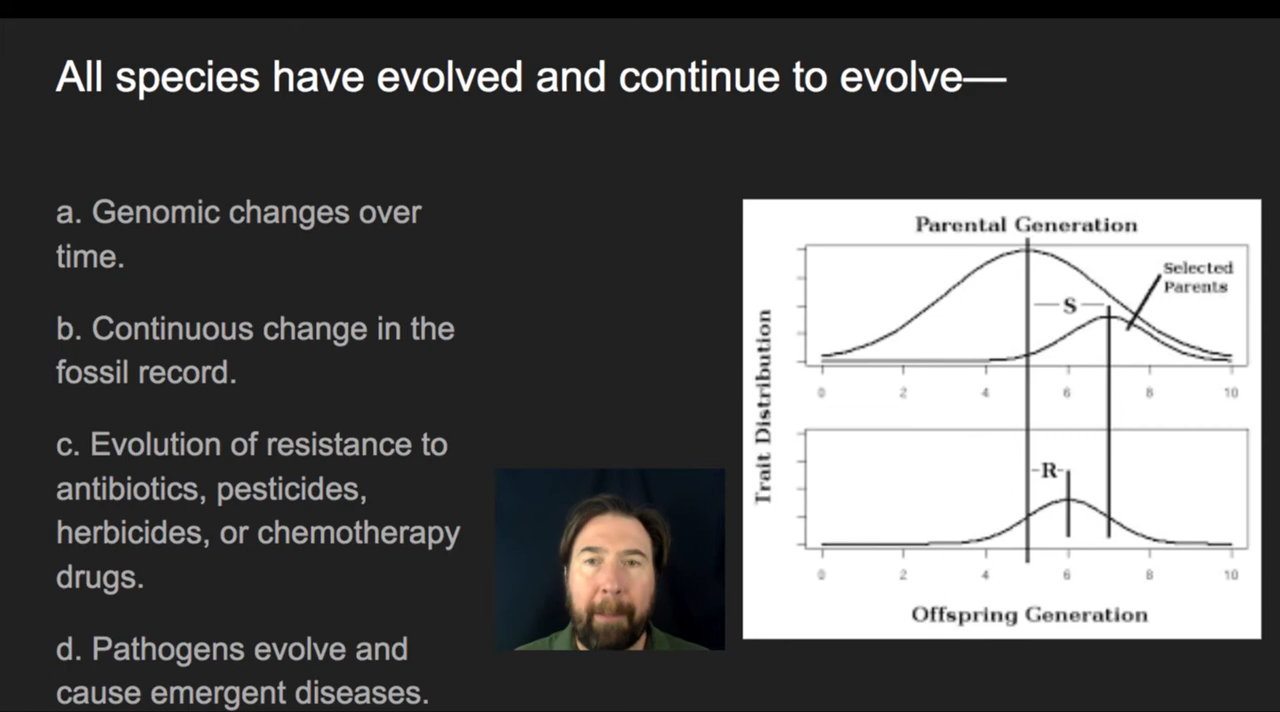 All species have evolved and continue to evolve—
a. Genomic changes over
time.
b. Continuous change in the
fossil record.
c. Evolution of resistance to
antibiotics, pesticides,
herbicides, or chemotherapy
drugs.
d. Pathogens evolve and
cause emergent diseases.
Parental Generation
Selected
Parents
S
0 2 4 6 8 10
Trait Distribution
R
0 2 4 6 8 10
Offspring Generation